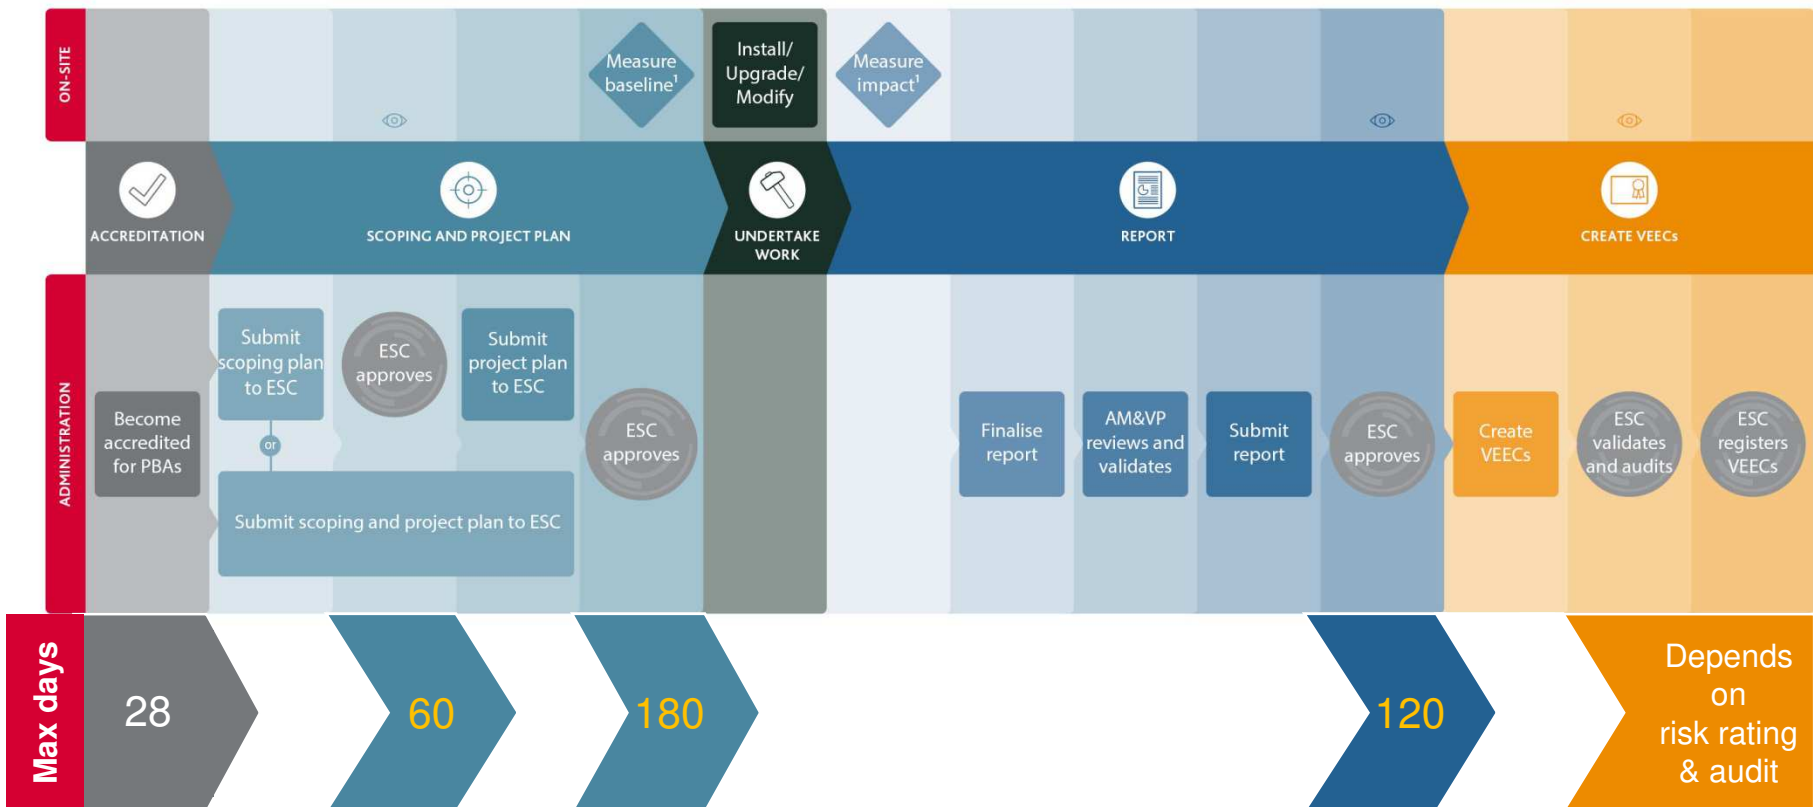 ON-SITE
Measure
baseline¹
Install/
Upgrade/
Modify
Measure
impact¹
ACCREDITATION
SCOPING AND PROJECT PLAN
UNDERTAKE
WORK
REPORT
CREATE VEECs
ADMINISTRATION
Become
accredited
for PBAs
Submit
scoping plan
to ESC
or
Submit scoping and project plan to ESC
ESC
approves
Submit
project plan
to ESC
ESC
approves
Finalise
report
AM&VP
reviews and
validates
Submit
report
ESC
approves
Create
VEECs
ESC
validates
and audits
ESC
registers
VEECs
Max days
28
60
180
120
Depends
on
risk rating
& audit